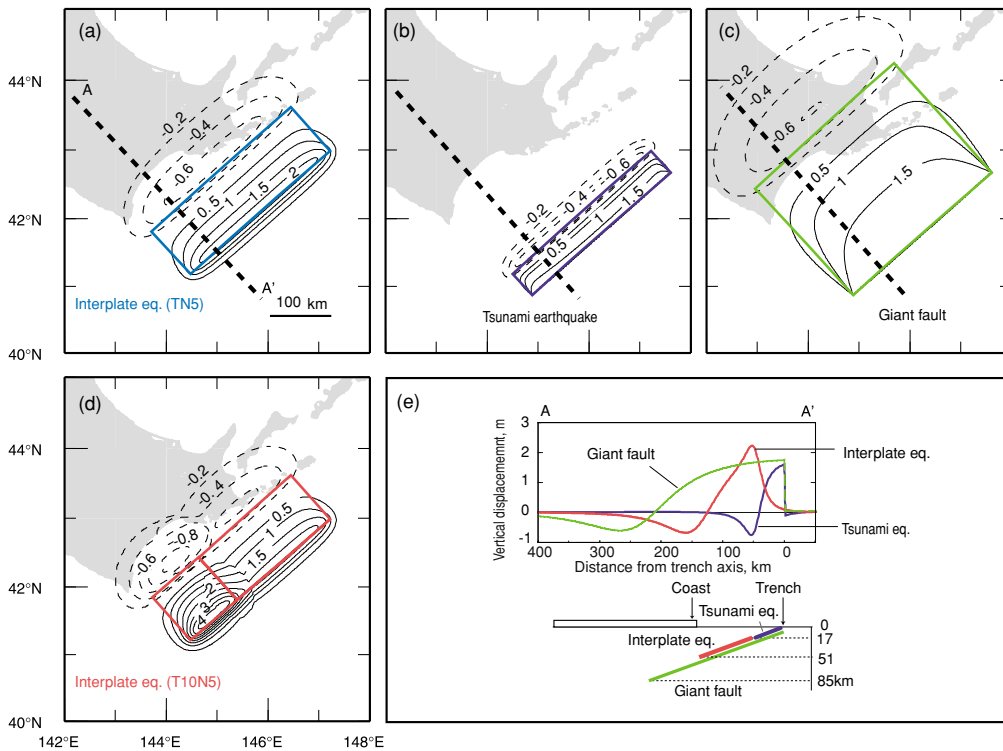 (a)
44°N
42°N
40°N
A
A'
-0.2
-0.4
-0.6
0.5
1
1.5
2
Interplate eq. (TN5)
100 km
(b)
-0.2
-0.4
-0.6
0.5
1
1.5
Tsunami earthquake
(c)
-0.2
-0.4
-0.6
0.5
1
1.5
Giant fault
(d)
44°N
42°N
40°N
142°E
144°E
146°E
148°E
-0.2
-0.4
-0.8
-0.6
0.5
1
1.5
2
3
4
Interplate eq. (T10N5)
(e)
A
A'
Vertical displacememnt, m
3
2
1
0
-1
Giant fault
Interplate eq.
Tsunami eq.
400
300
200
100
0
Distance from trench axis, km
Coast
Trench
Tsunami eq.
Interplate eq.
Giant fault
0
17
51
85km